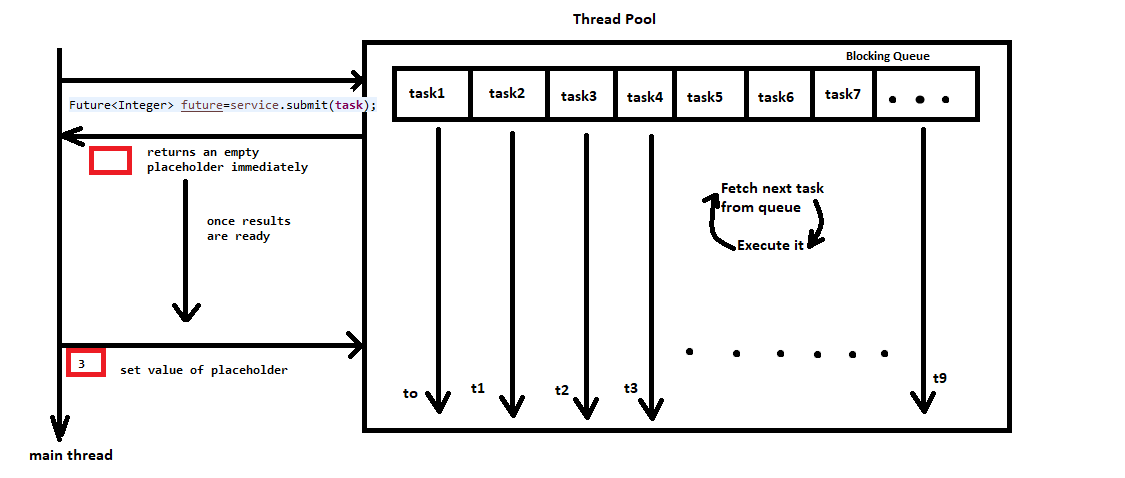 Thread Pool
Blocking Queue
task1 task2 task3 task4 task5 task6 task7 . . .
Future<Integer> future=service.submit(task);
returns an empty
placeholder immediately
once results
are ready
Fetch next task
from queue
Execute it
3
set value of placeholder
to t1 t2 t3 t9
main thread